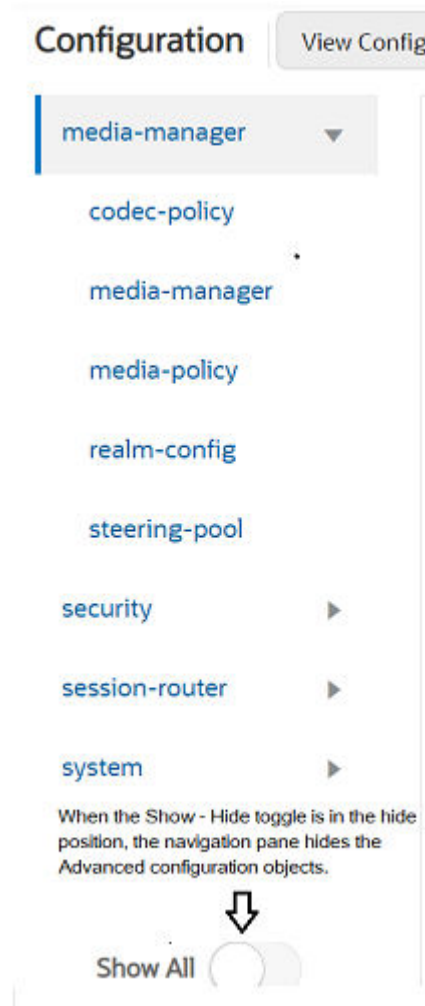 Configuration
View Config
media-manager
codec-policy
media-manager
media-policy
realm-config
steering-pool
security
session-router
system
When the Show - Hide toggle is in the hide
position, the navigation pane hides the
Advanced configuration objects.
Show All